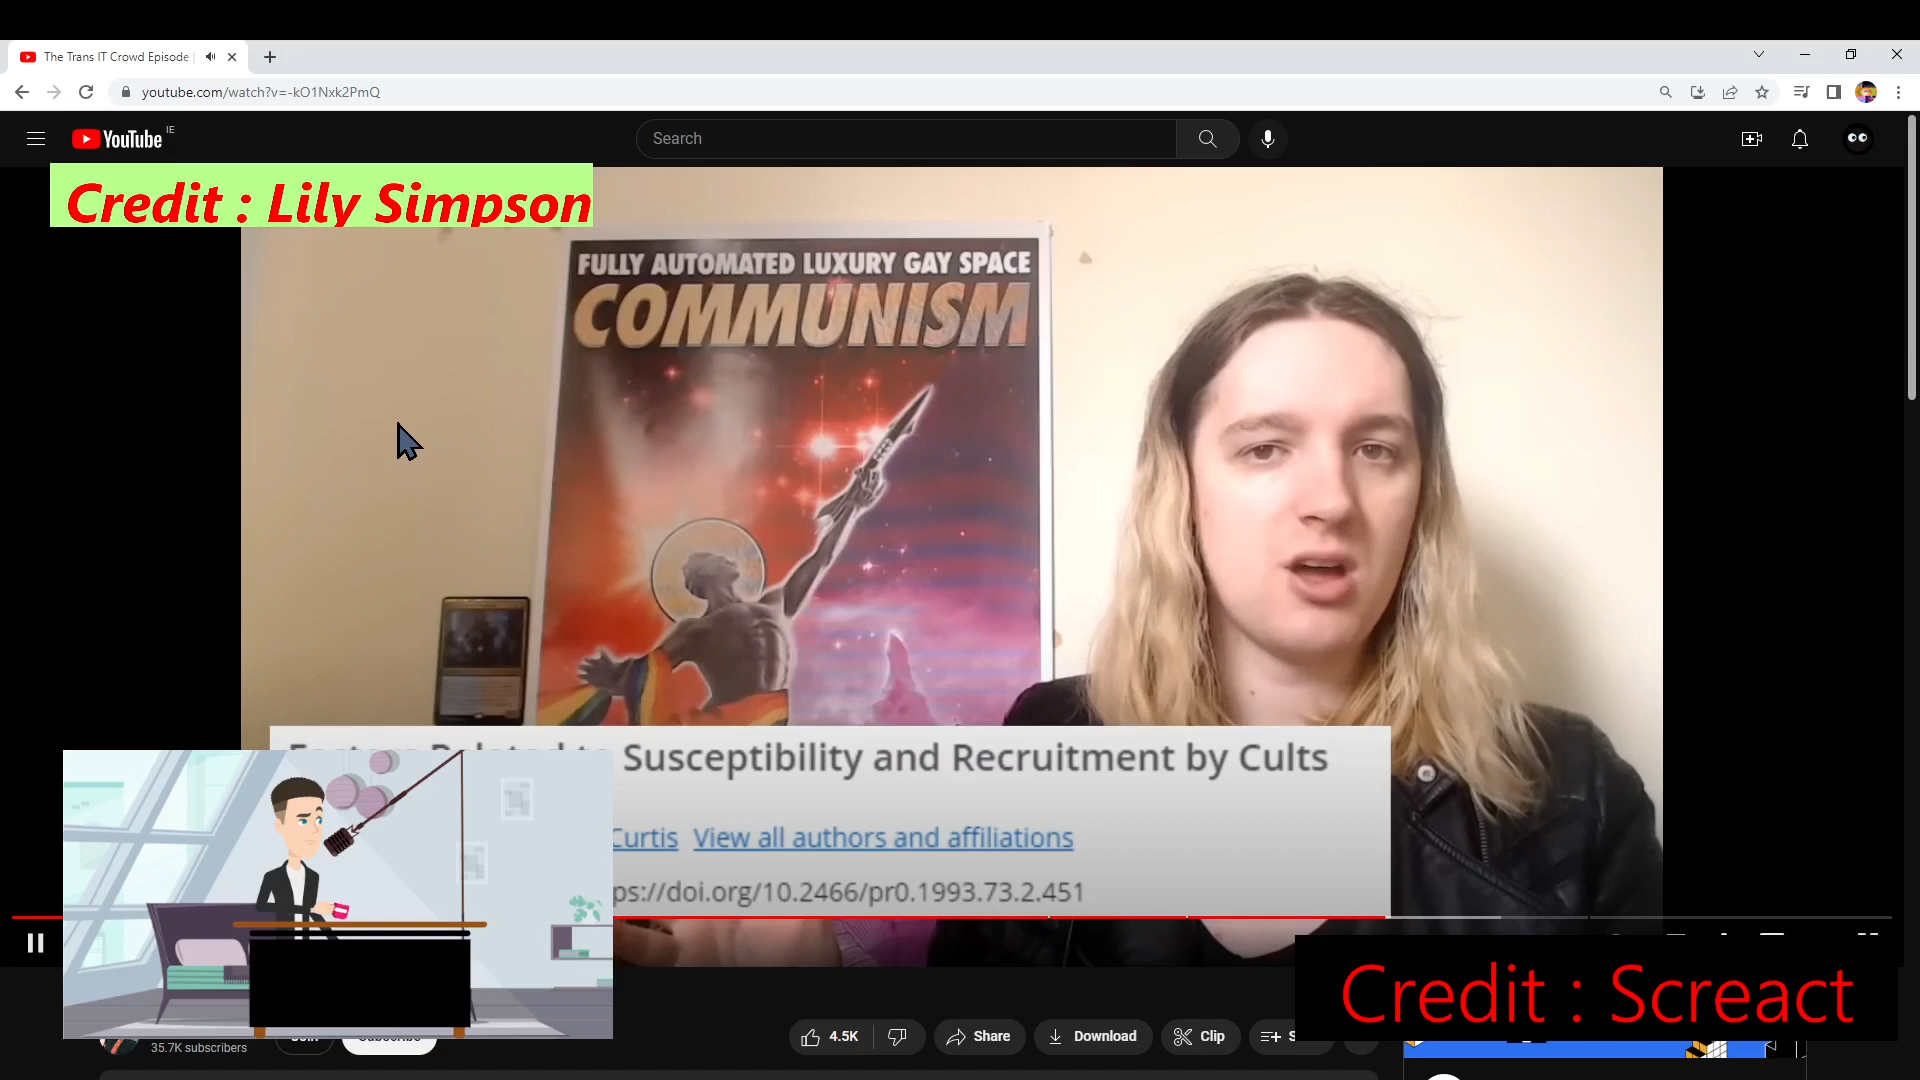 The Trans IT Crowd Episode
youtube.com/watch?v=-kO1Nxk2PmQ
YouTube IE
Search
Credit : Lily Simpson
FULLY AUTOMATED LUXURY GAY SPACE
COMMUNISM
Susceptibility and Recruitment by Cults
Curtis View all authors and affiliations
ps://doi.org/10.2466/pr0.1993.73.2.451
Credit : Screact
4.5K
Share
Download
Clip
35.7K subscribers